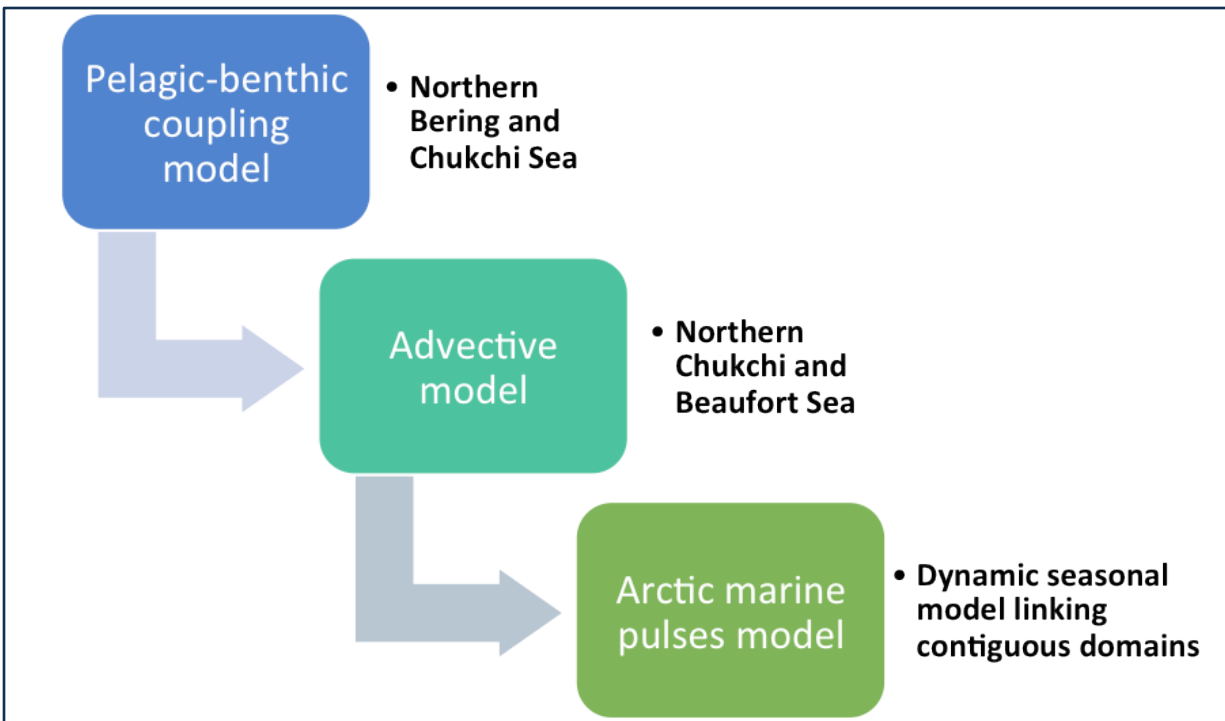 Pelagic-benthic
coupling
model
• Northern
Bering and
Chukchi Sea
Advective
model
• Northern
Chukchi and
Beaufort Sea
Arctic marine
pulses model
• Dynamic seasonal
model linking
contiguous domains